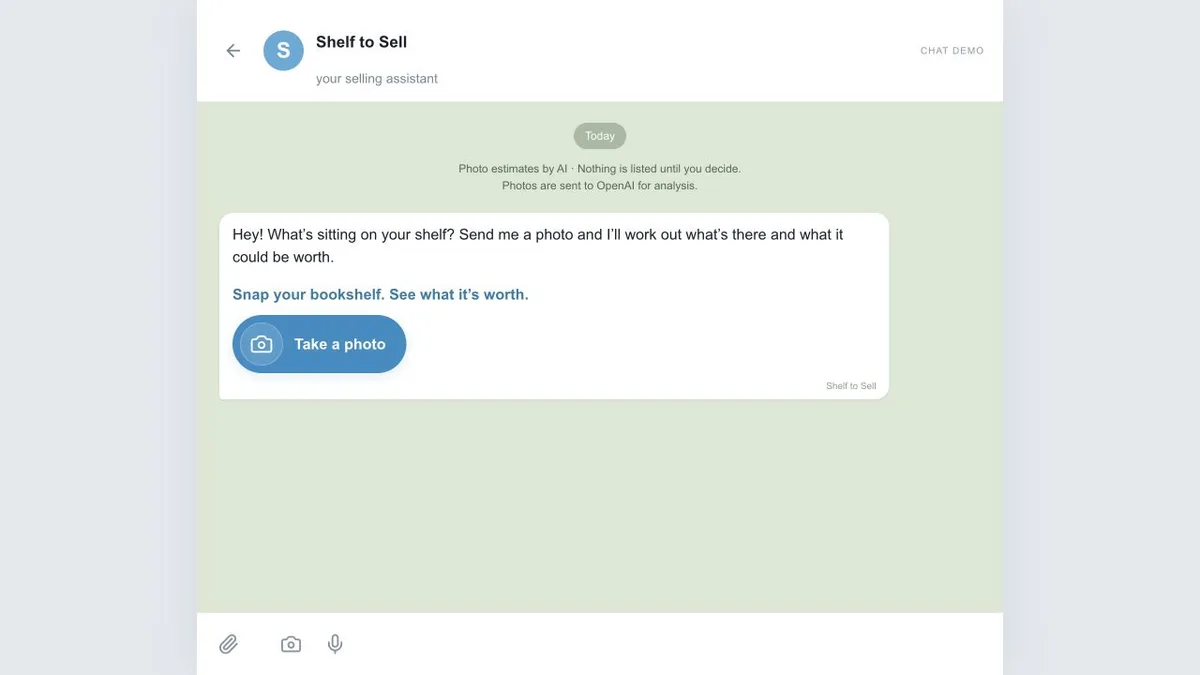 S
Shelf to Sell
your selling assistant
CHAT DEMO
Today
Photo estimates by AI · Nothing is listed until you decide.
Photos are sent to OpenAI for analysis.
Hey! What’s sitting on your shelf? Send me a photo and I’ll work out what’s there and what it
could be worth.
Snap your bookshelf. See what it’s worth.
Take a photo
Shelf to Sell